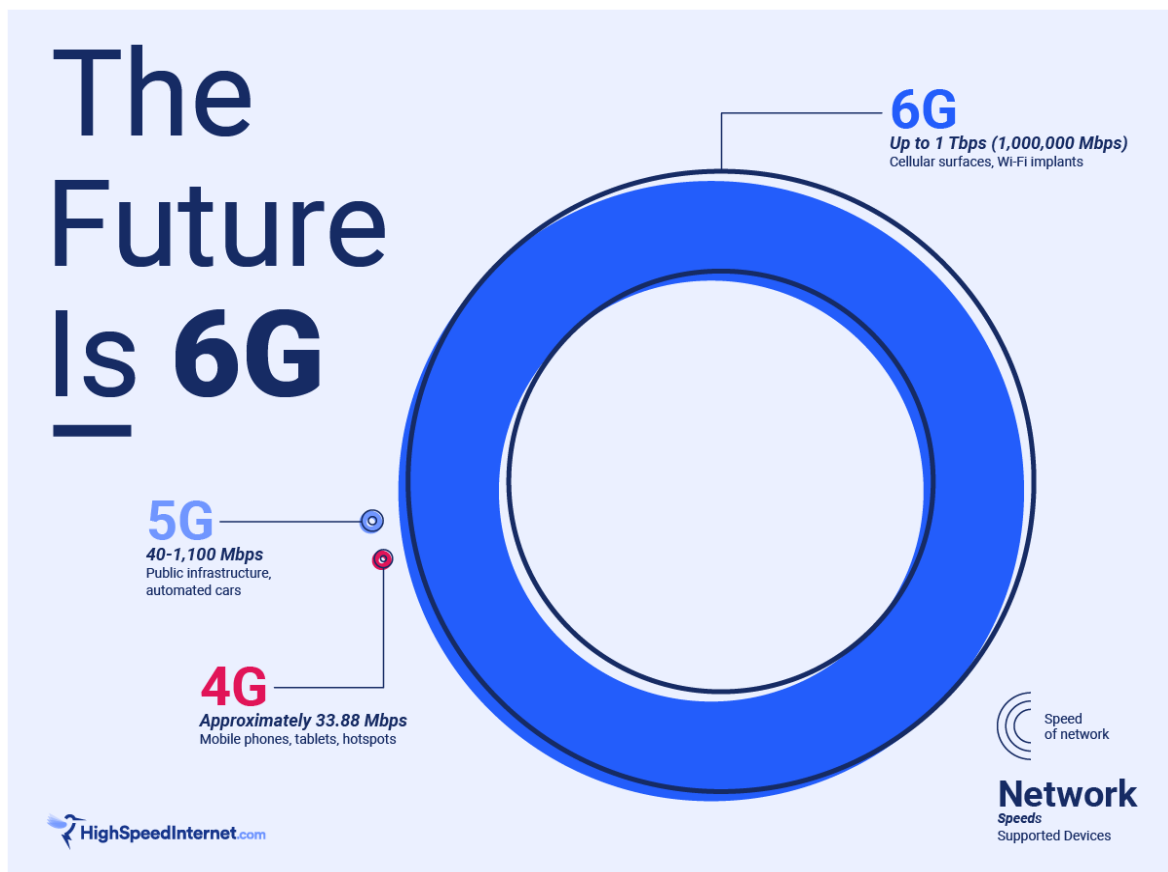 The
Future
Is 6G
6G
Up to 1 Tbps (1,000,000 Mbps)
Cellular surfaces, Wi-Fi implants
5G
40-1,100 Mbps
Public infrastructure,
automated cars
4G
Approximately 33.88 Mbps
Mobile phones, tablets, hotspots
Speed
of network
Network
Speeds
Supported Devices
HighSpeedInternet.com